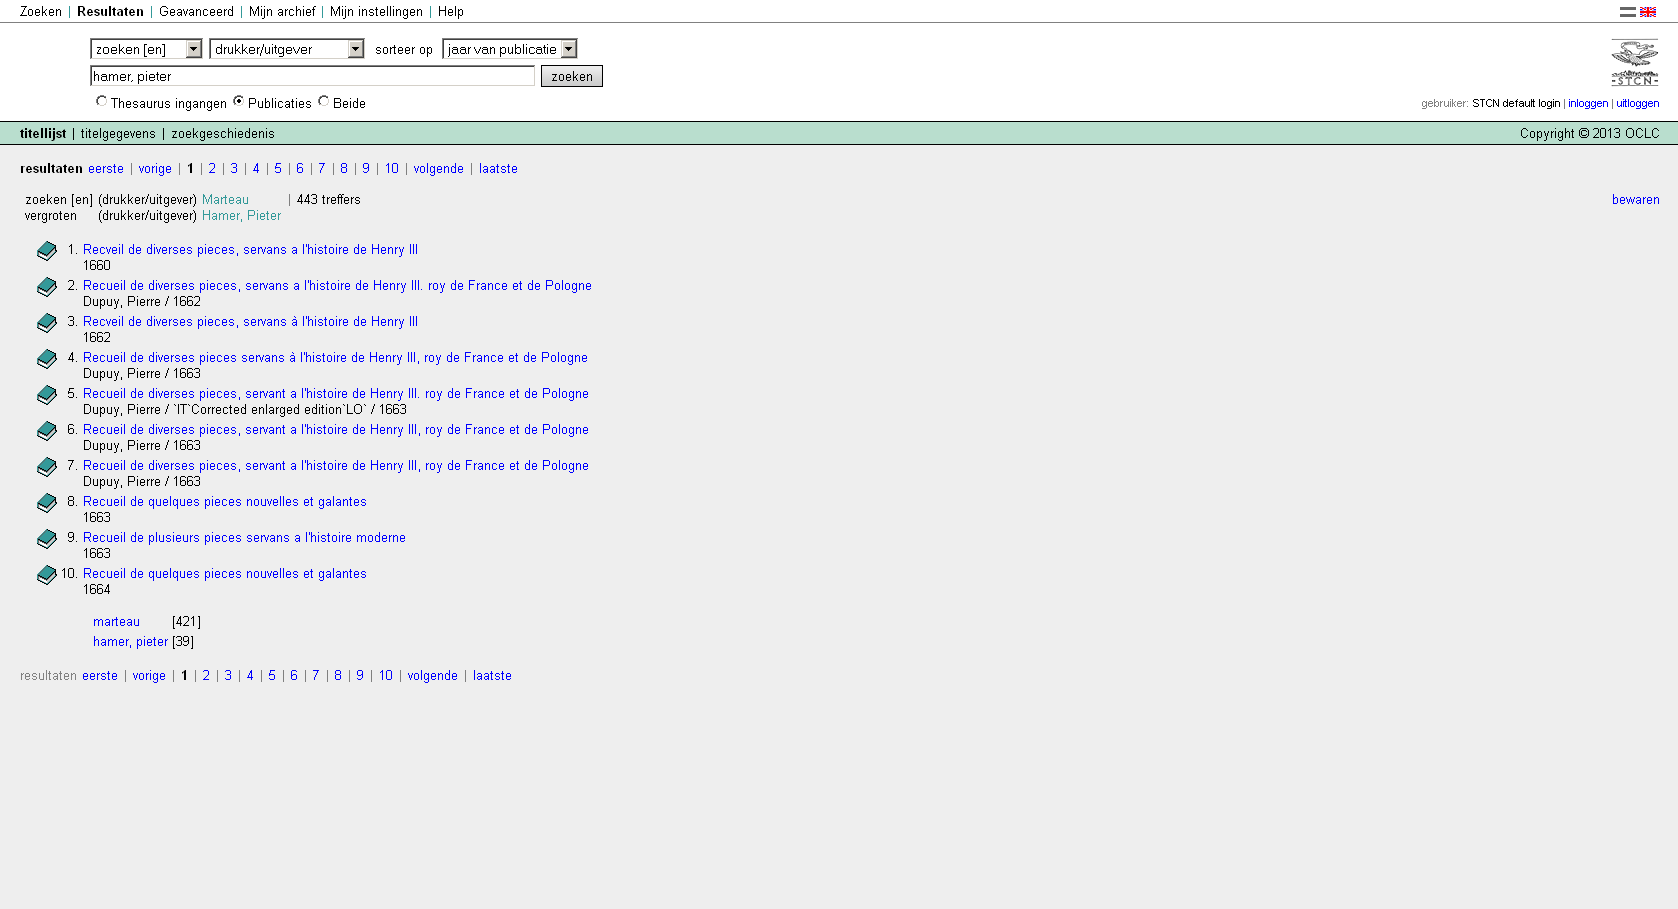 Zoeken | Resultaten | Geavanceerd | Mijn archief | Mijn instellingen | Help
zoeken [en] drukker/uitgever sorteer op jaar van publicatie
hamer, pieter zoeken
Thesaurus ingangen Publicaties Beide
-STCN-
gebruiker: STCN default login | inloggen | uitloggen
titellijst | titelgegevens | zoekgeschiedenis Copyright © 2013 OCLC
resultaten eerste | vorige | 1 | 2 | 3 | 4 | 5 | 6 | 7 | 8 | 9 | 10 | volgende | laatste
zoeken [en] (drukker/uitgever) Marteau | 443 treffers bewaren
vergroten (drukker/uitgever) Hamer, Pieter
1. Recveil de diverses pieces, servans a l'histoire de Henry III
1660
2. Recueil de diverses pieces, servans a l'histoire de Henry III. roy de France et de Pologne
Dupuy, Pierre / 1662
3. Recveil de diverses pieces, servans à l'histoire de Henry III
1662
4. Recueil de diverses pieces servans à l'histoire de Henry III, roy de France et de Pologne
Dupuy, Pierre / 1663
5. Recueil de diverses pieces, servant a l'histoire de Henry III. roy de France et de Pologne
Dupuy, Pierre / `IT`Corrected enlarged edition`LO` / 1663
6. Recueil de diverses pieces, servant a l'histoire de Henry III, roy de France et de Pologne
Dupuy, Pierre / 1663
7. Recueil de diverses pieces, servant a l'histoire de Henry III, roy de France et de Pologne
Dupuy, Pierre / 1663
8. Recueil de quelques pieces nouvelles et galantes
1663
9. Recueil de plusieurs pieces servans a l'histoire moderne
1663
10. Recueil de quelques pieces nouvelles et galantes
1664
marteau [421]
hamer, pieter [39]
resultaten eerste | vorige | 1 | 2 | 3 | 4 | 5 | 6 | 7 | 8 | 9 | 10 | volgende | laatste